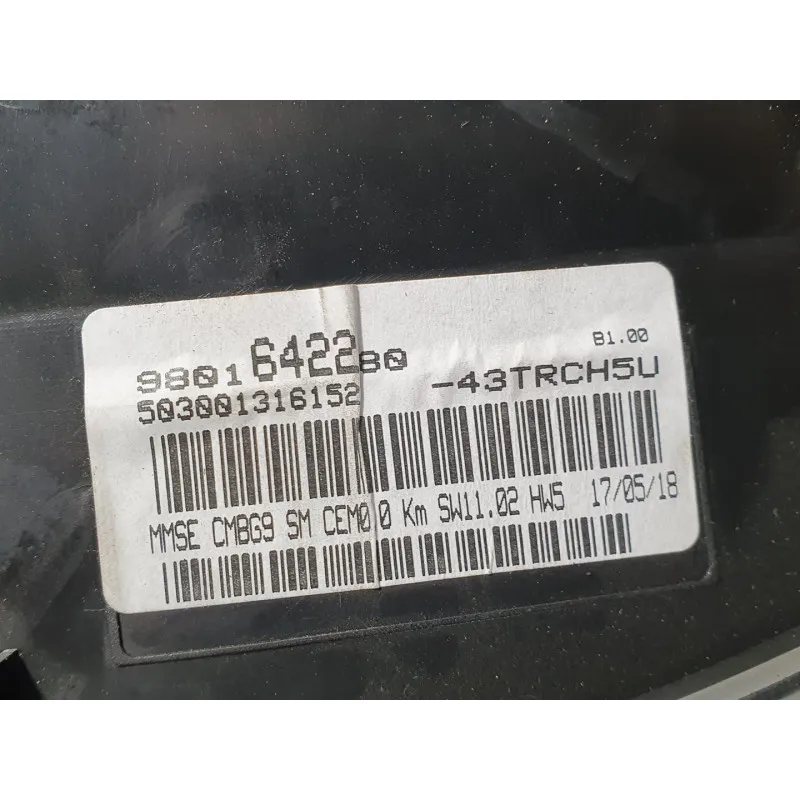 9801642280 B1.00
503001316152 -43TRCH5U
MMSE CMBG9 SM CEM0 0 Km SW11.02 HW5 17/05/18